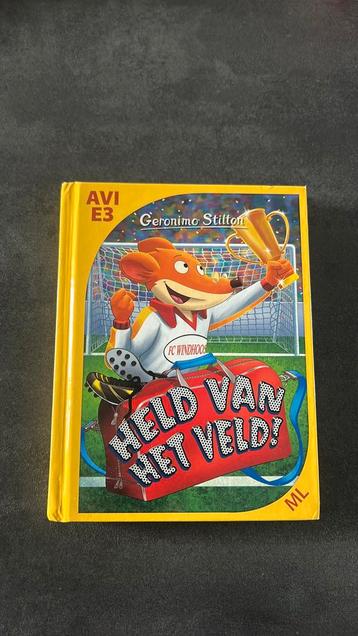 AVI
E3
Geronimo Stilton
FC WINDHOOS
HELD VAN
HET VELD!
ML